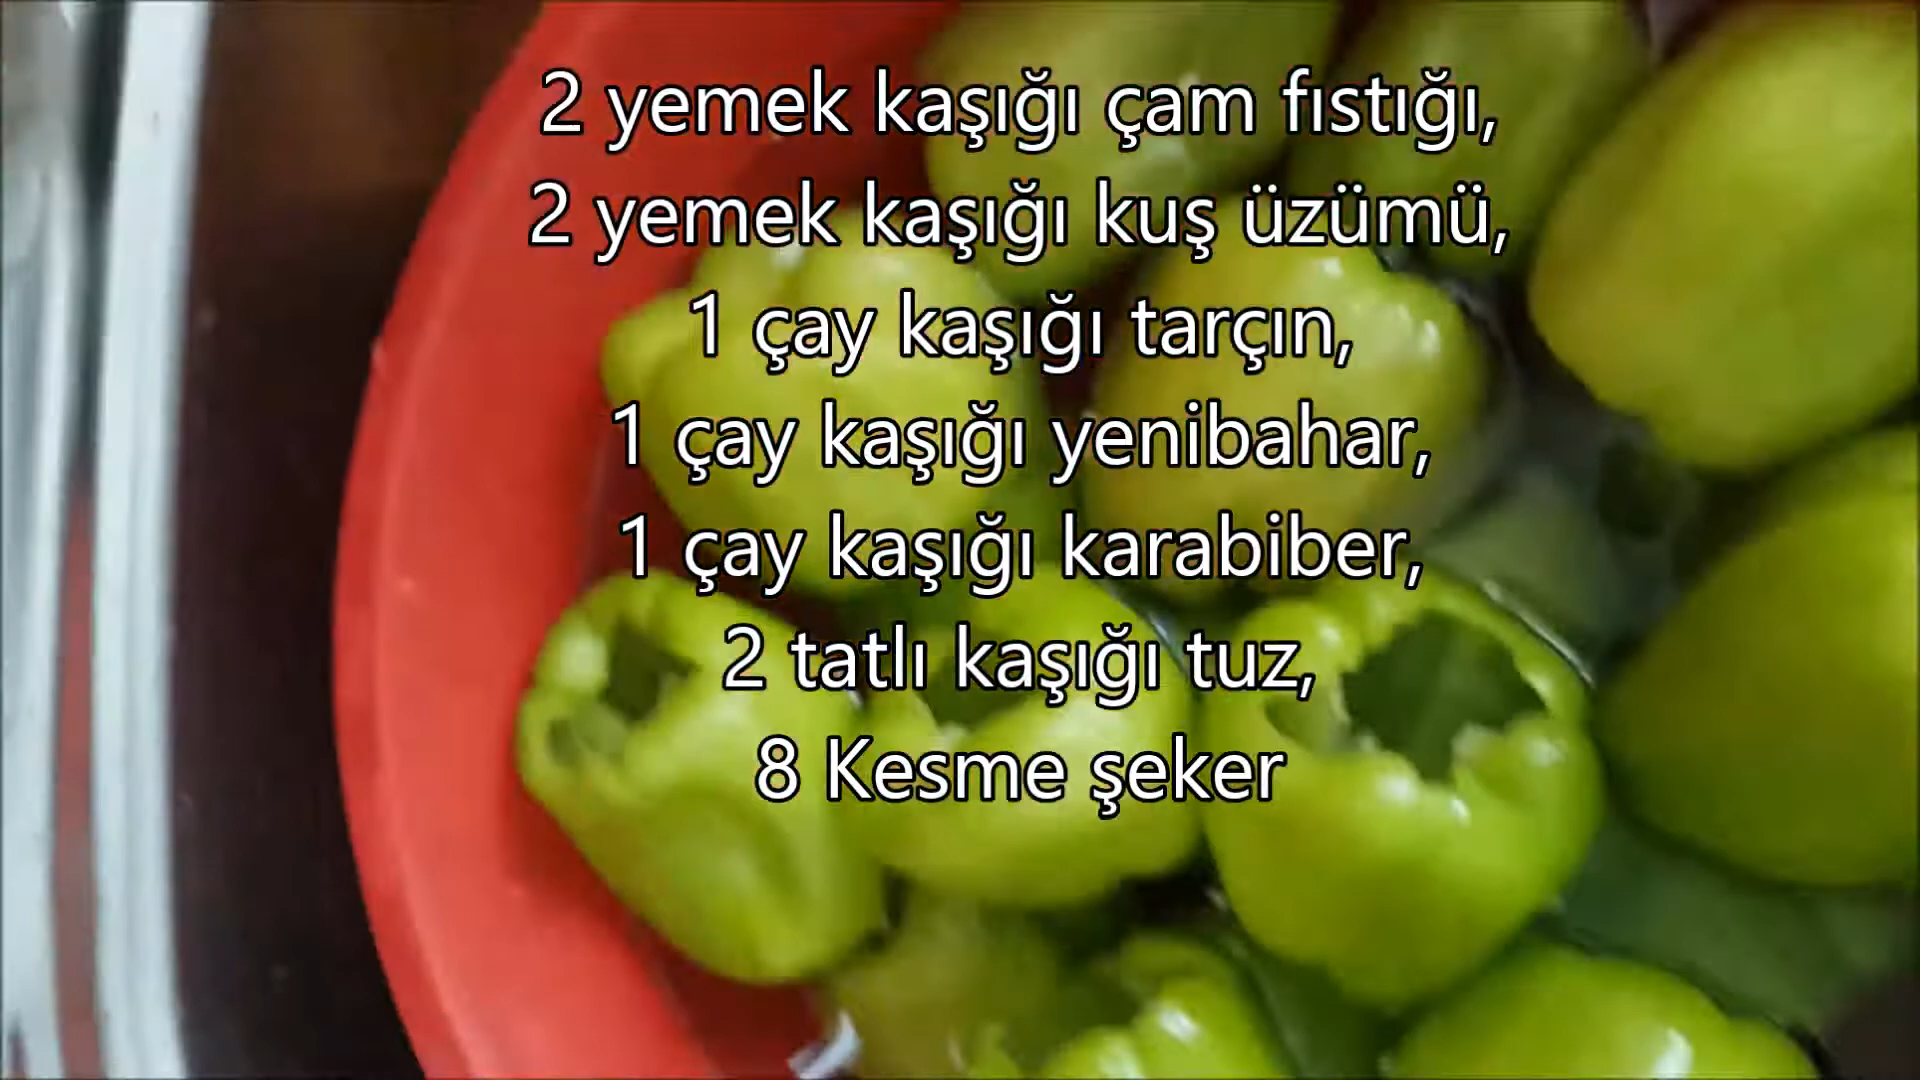 2 yemek kaşığı çam fıstığı,
2 yemek kaşığı kuş üzümü,
1 çay kaşığı tarçın,
1 çay kaşığı yenibahar,
1 çay kaşığı karabiber,
2 tatlı kaşığı tuz,
8 Kesme şeker